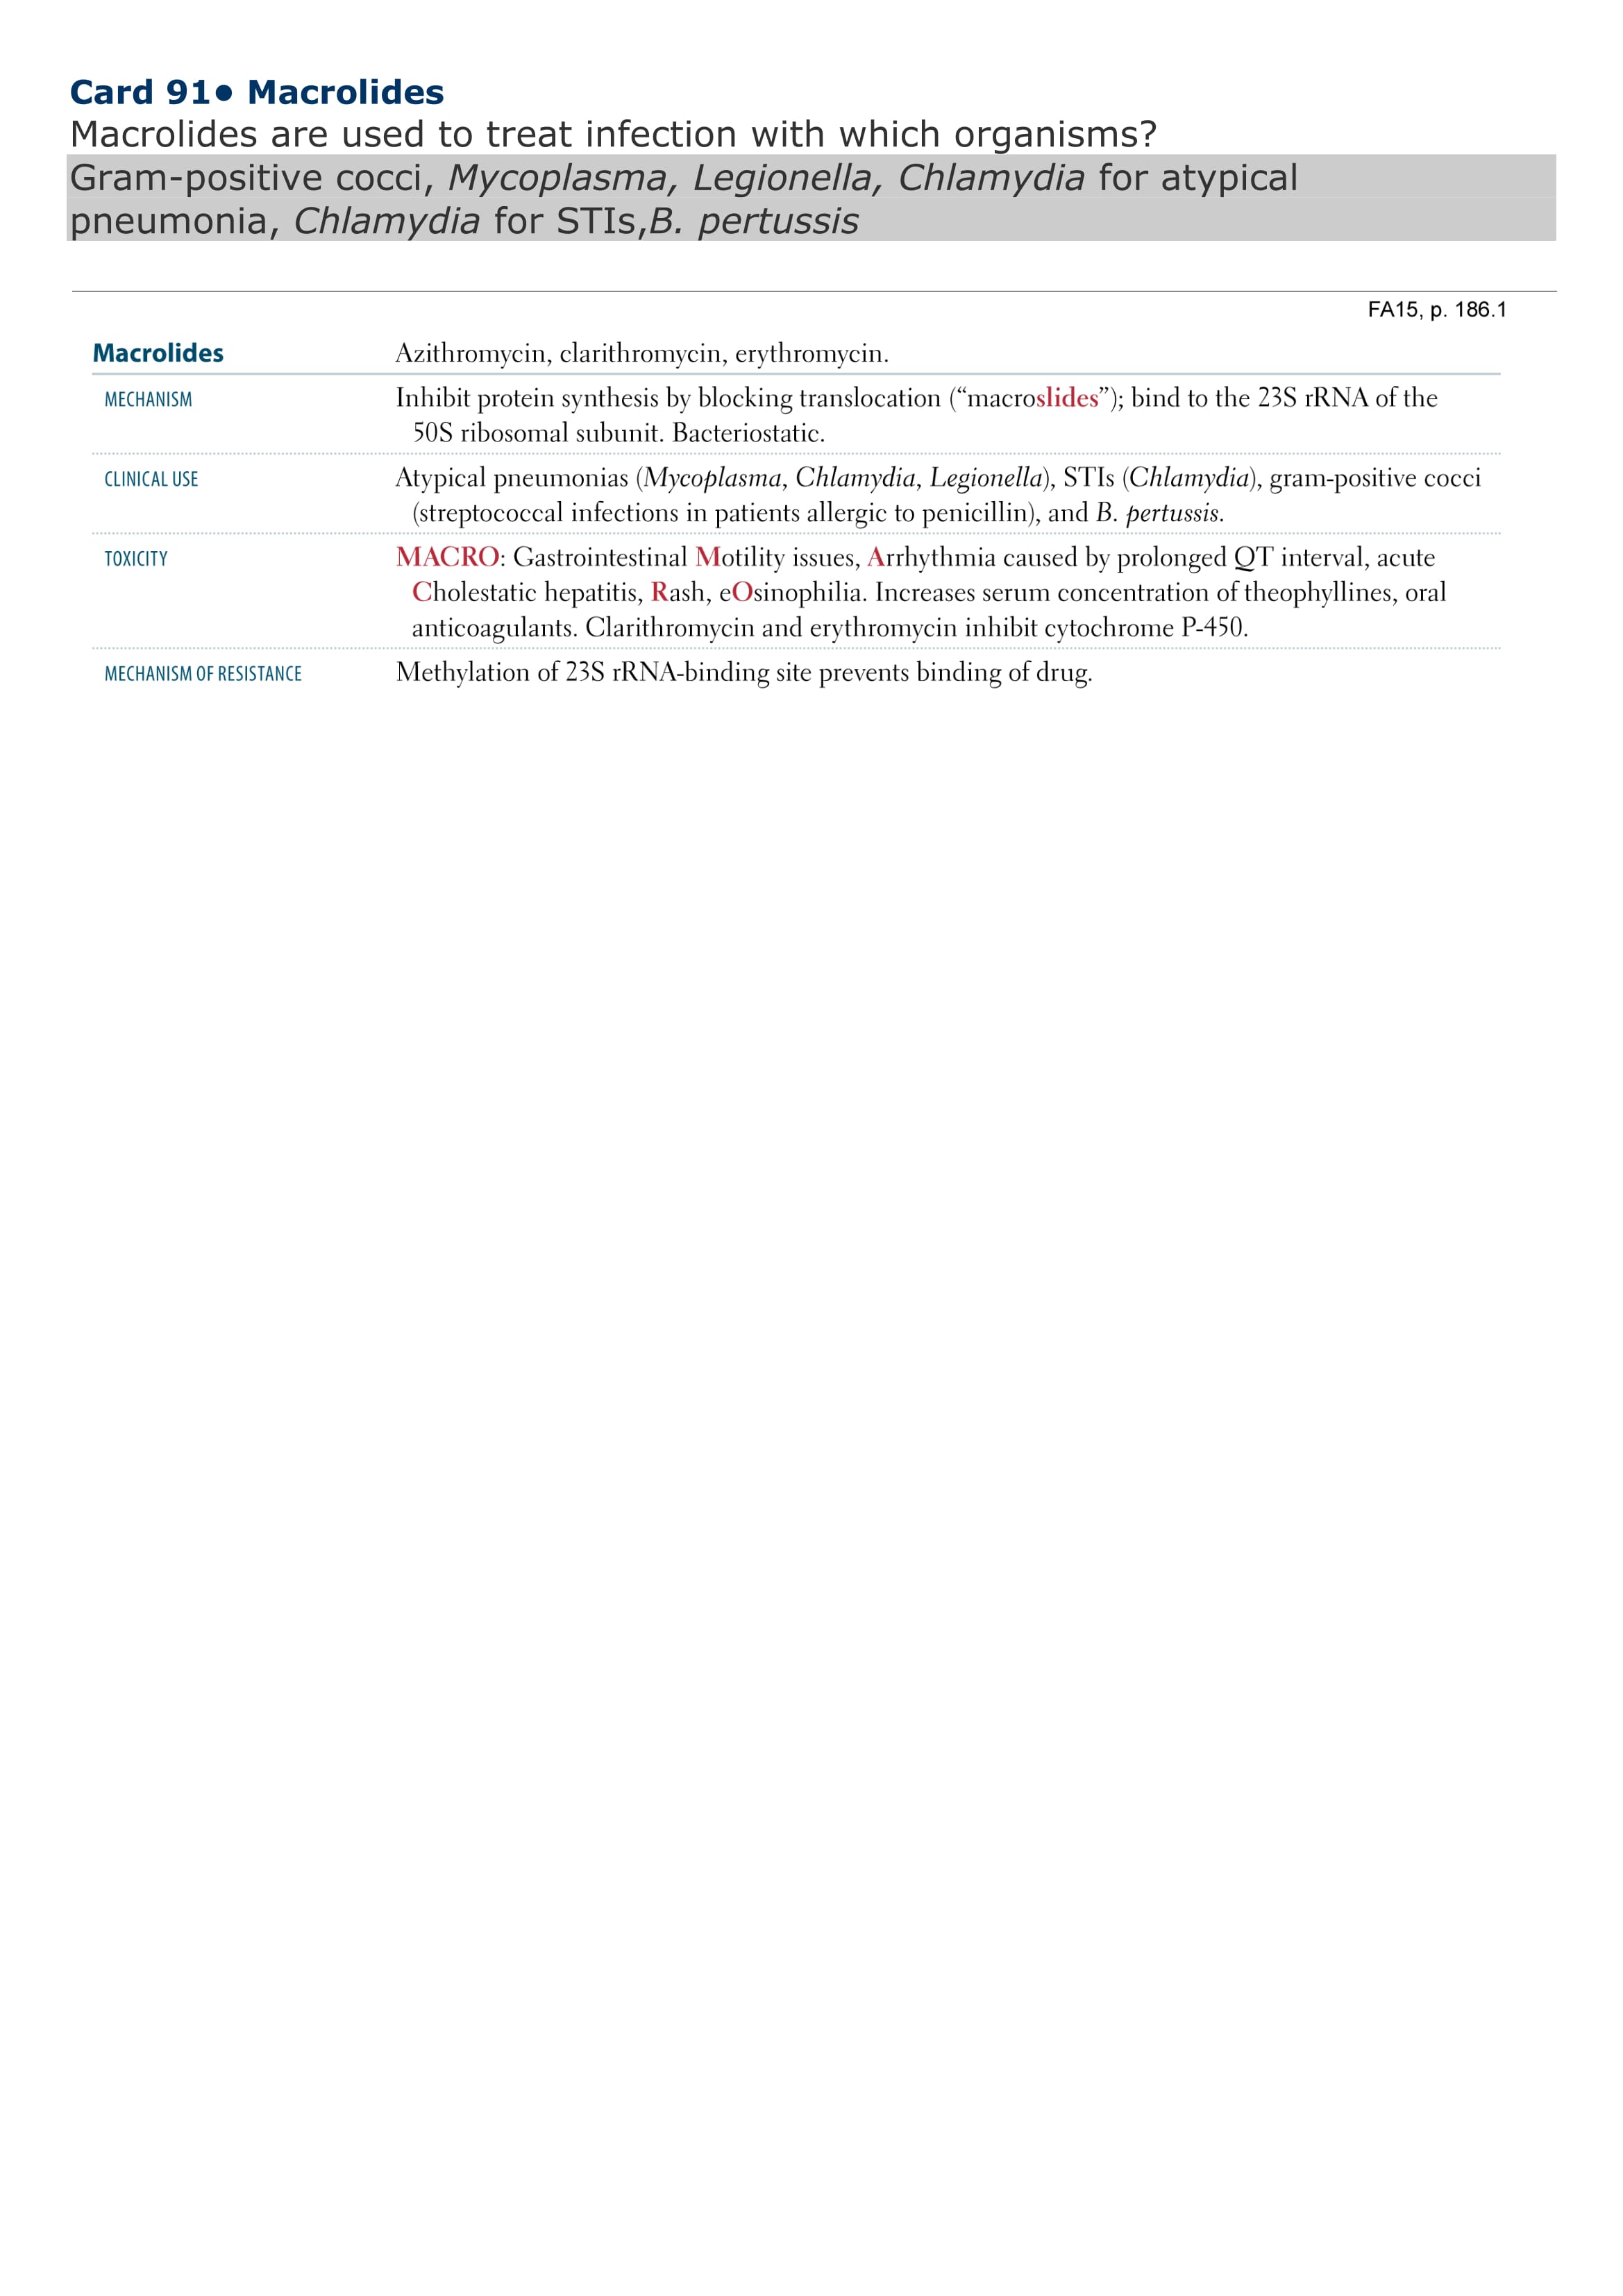 Card 91● Macrolides
Macrolides are used to treat infection with which organisms?
Gram-positive cocci, Mycoplasma, Legionella, Chlamydia for atypical
pneumonia, Chlamydia for STIs,B. pertussis
FA15, p. 186.1
Macrolides Azithromycin, clarithromycin, erythromycin.
MECHANISM Inhibit protein synthesis by blocking translocation (“macroslides”); bind to the 23S rRNA of the
50S ribosomal subunit. Bacteriostatic.
CLINICAL USE Atypical pneumonias (Mycoplasma, Chlamydia, Legionella), STIs (Chlamydia), gram-positive cocci
(streptococcal infections in patients allergic to penicillin), and B. pertussis.
TOXICITY MACRO: Gastrointestinal Motility issues, Arrhythmia caused by prolonged QT interval, acute
Cholestatic hepatitis, Rash, eOsinophilia. Increases serum concentration of theophyllines, oral
anticoagulants. Clarithromycin and erythromycin inhibit cytochrome P-450.
MECHANISM OF RESISTANCE Methylation of 23S rRNA-binding site prevents binding of drug.